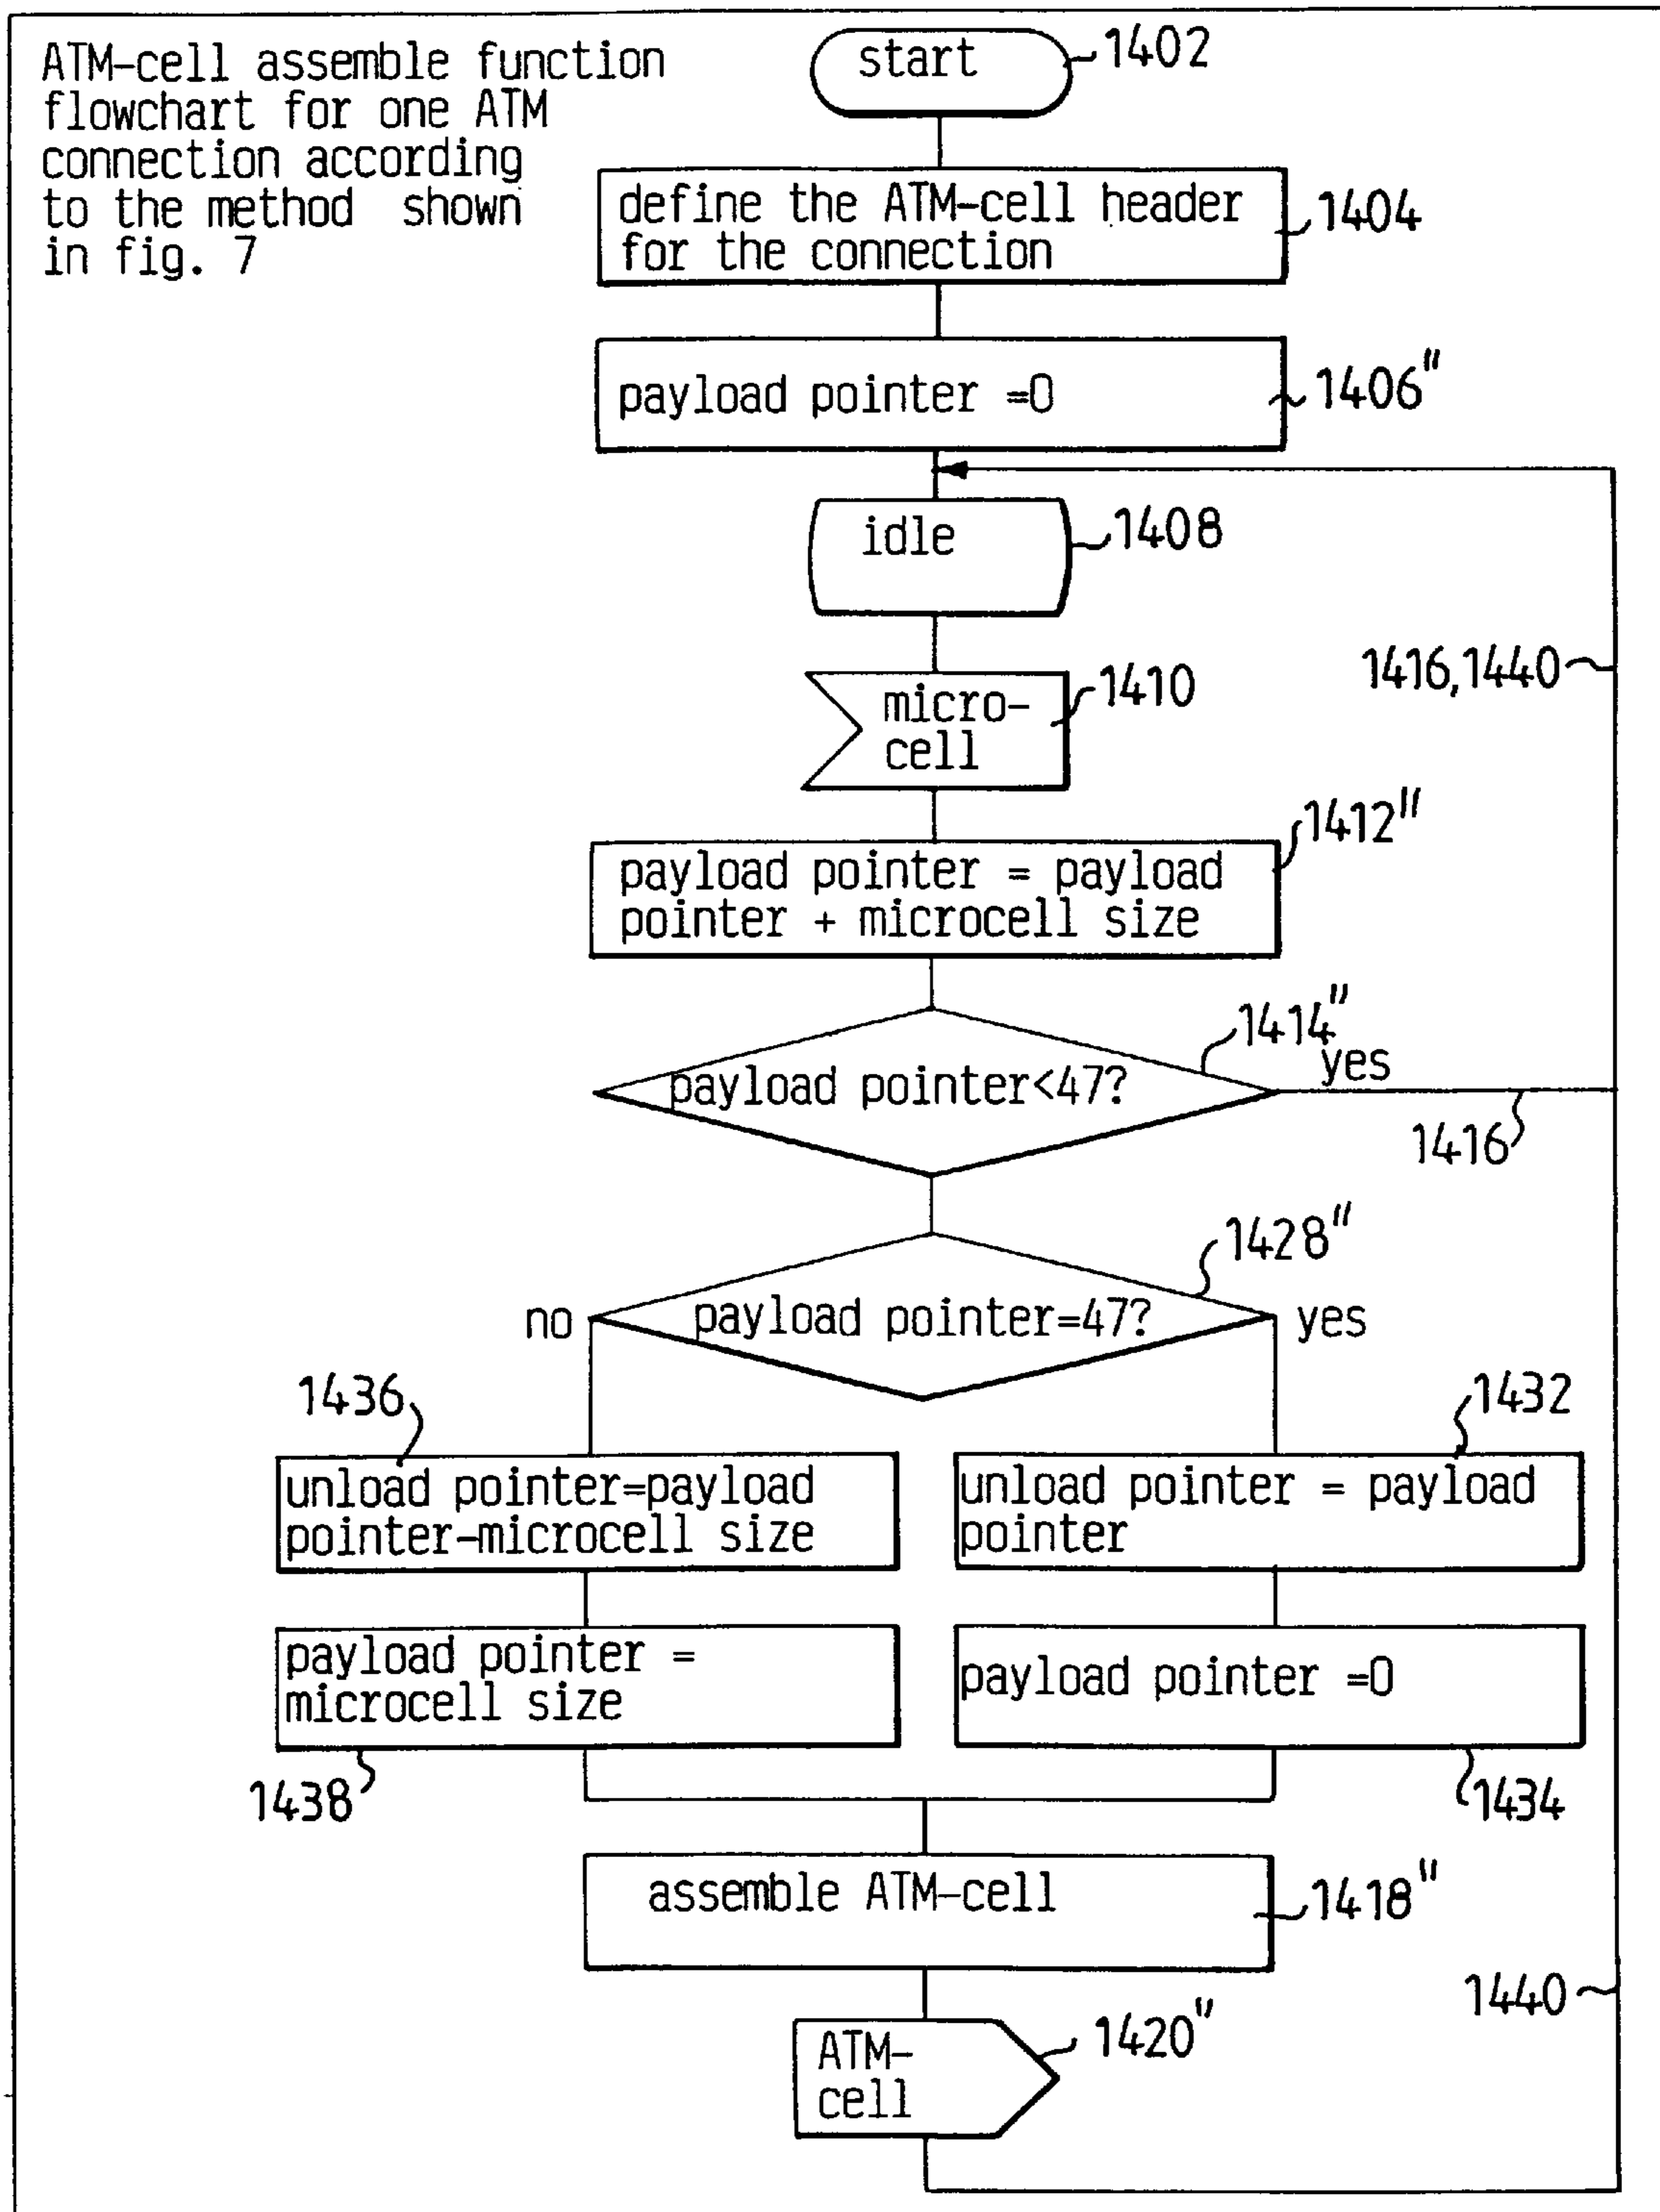 ATM-cell assemble function
flowchart for one ATM
connection according
to the method shown
in fig. 7
start
1402
define the ATM-cell header
for the connection
1404
payload pointer =0
1406"
idle
1408
micro-
cell
1410
1416,1440
payload pointer = payload
pointer + microcell size
1412"
payload pointer<47?
1414"
yes
1416
payload pointer=47?
1428"
no
yes
1436
unload pointer=payload
pointer-microcell size
1432
unload pointer = payload
pointer
payload pointer =
microcell size
1438
payload pointer =0
1434
assemble ATM-cell
1418"
1440
ATM-
cell
1420"